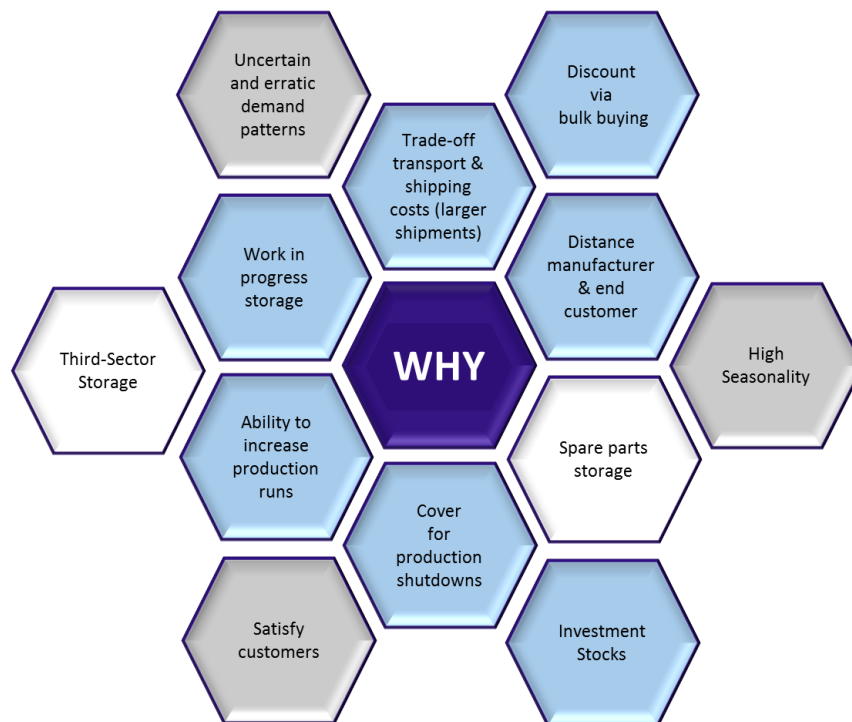 Uncertain
and erratic
demand
patterns
Discount
via
bulk buying
Trade-off
transport &
shipping
costs (larger
shipments)
Work in
progress
storage
Distance
manufacturer
& end
customer
Third-Sector
Storage
WHY
High
Seasonality
Ability to
increase
production
runs
Spare parts
storage
Cover
for
production
shutdowns
Satisfy
customers
Investment
Stocks